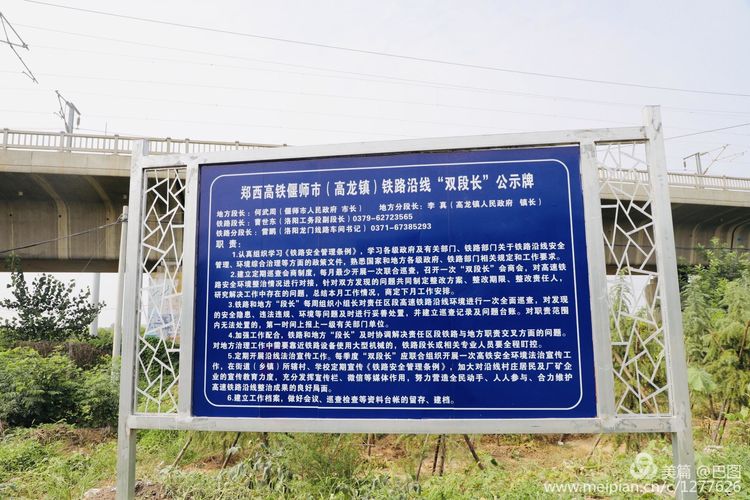 郑西高铁偃师市（高龙镇）铁路沿线“双段长”公示牌
地方段长：何武周（偃师市人民政府 市长） 地方分段长：李真（高龙镇人民政府 镇长）
铁路段长：贾世东（洛阳工务段副段长）0379-62723565
铁路分段长：曹鹏（洛阳龙门线路车间书记）0371-67385293
职 责：
1.认真组织学习《铁路安全管理条例》，学习各级政府及有关部门、铁路部门关于铁路沿线安全
管理、环境综合治理等方面的政策文件，熟悉国家和地方各级政府、铁路部门相关规定和工作要求。
2.建立定期巡查会商制度，每月最少开展一次联合巡查，召开一次“双段长”会商会，对高速铁
路安全环境整治情况进行对接，针对双方发现的问题共同制定整改方案、整改期限、整改责任人，
研究解决工作中存在的问题，总结本月工作情况，商定下月工作安排。
3.铁路和地方“段长”每周组织小组长对责任区段高速铁路沿线环境进行一次全面巡查，对发现
的安全隐患、违法违规、环境等问题及时进行妥善处置，并建立巡查记录及问题台账。对职责范围
内无法处置的，第一时间上报上一级有关部门单位。
4.加强工作配合，铁路和地方“段长”及时协调解决责任区段铁路与地方职责交叉方面的问题。
对地方治理工作中需要靠近铁路设备使用大型机械的，铁路段长或相关专业人员要全程盯控。
5.定期开展沿线法治宣传工作。每季度“双段长”应联合组织开展一次高铁安全环境法治宣传工
作，在街道（乡镇）所辖村、学校定期宣传《铁路安全管理条例》，加大对沿线村庄居民及厂矿企
业的宣传教育力度，充分发挥宣传栏、微信等媒体作用，努力营造全民动手、人人参与、合力维护
高速铁路沿线整治成果的良好局面。
6.建立工作档案，做好会议、巡查检查等资料台帐的留存、建档。
美篇 @巴图
www.meipian.cn/c/1277626